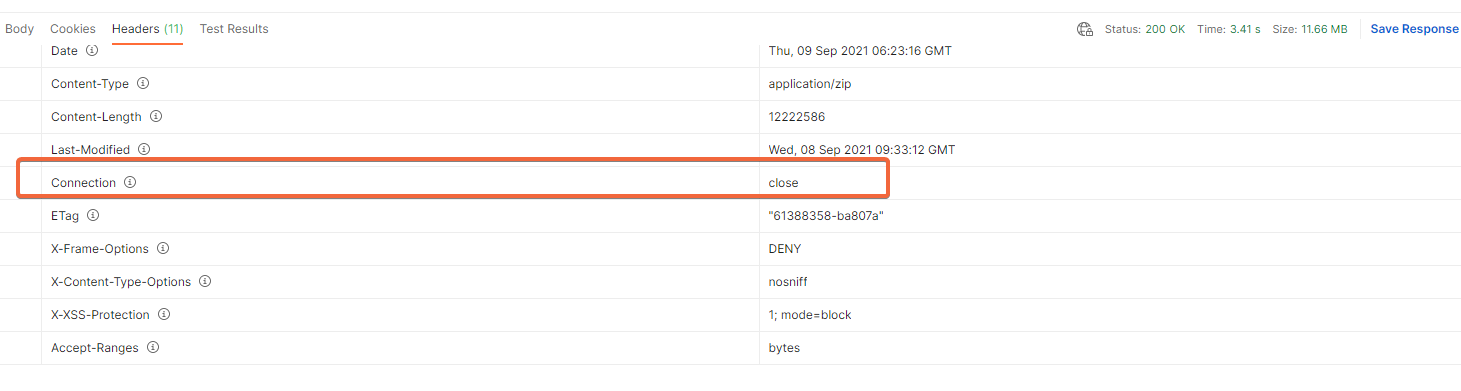 Body Cookies Headers (11) Test Results Status: 200 OK Time: 3.41 s Size: 11.66 MB Save Response
Date Thu, 09 Sep 2021 06:23:16 GMT
Content-Type application/zip
Content-Length 12222586
Last-Modified Wed, 08 Sep 2021 09:33:12 GMT
Connection close
ETag "61388358-ba807a"
X-Frame-Options DENY
X-Content-Type-Options nosniff
X-XSS-Protection 1; mode=block
Accept-Ranges bytes